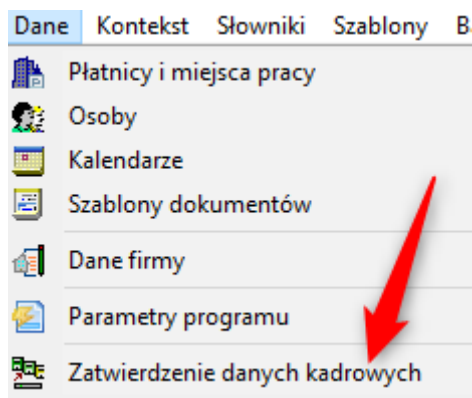 Dane Kontekst Słowniki Szablony
Płatnicy i miejsca pracy
Osoby
Kalendarze
Szablony dokumentów
Dane firmy
Parametry programu
Zatwierdzenie danych kadrowych